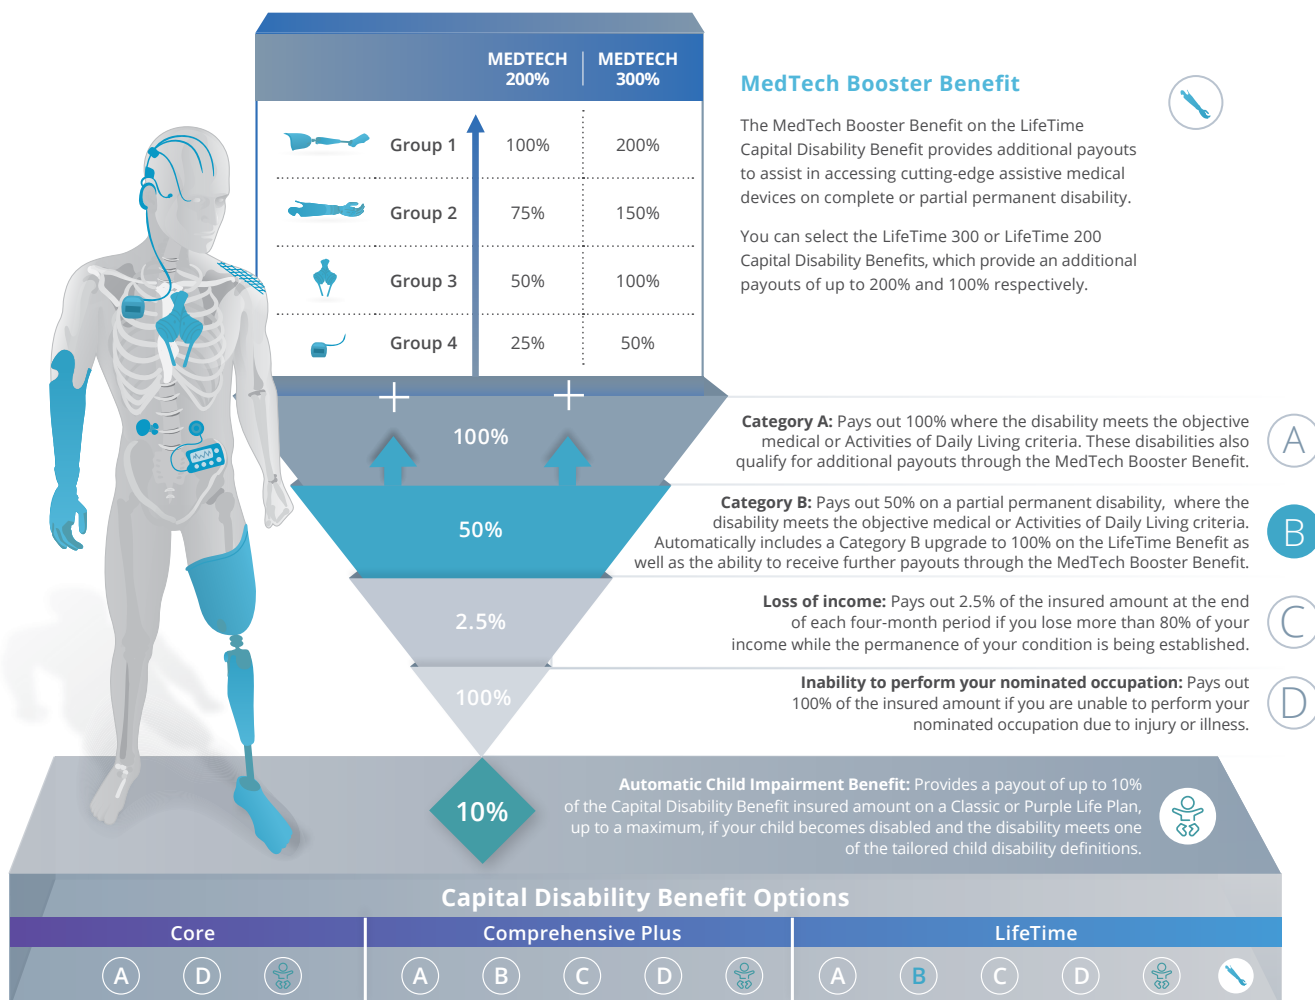 MEDTECH 200% MEDTECH 300%
Group 1 100% 200%
Group 2 75% 150%
Group 3 50% 100%
Group 4 25% 50%
MedTech Booster Benefit
The MedTech Booster Benefit on the LifeTime
Capital Disability Benefit provides additional payouts
to assist in accessing cutting-edge assistive medical
devices on complete or partial permanent disability.
You can select the LifeTime 300 or LifeTime 200
Capital Disability Benefits, which provide an additional
payouts of up to 200% and 100% respectively.
100%
Category A: Pays out 100% where the disability meets the objective
medical or Activities of Daily Living criteria. These disabilities also
qualify for additional payouts through the MedTech Booster Benefit.
A
50%
Category B: Pays out 50% on a partial permanent disability, where the
disability meets the objective medical or Activities of Daily Living criteria.
Automatically includes a Category B upgrade to 100% on the LifeTime Benefit as
well as the ability to receive further payouts through the MedTech Booster Benefit.
B
2.5%
Loss of income: Pays out 2.5% of the insured amount at the end
of each four-month period if you lose more than 80% of your
income while the permanence of your condition is being established.
C
100%
Inability to perform your nominated occupation: Pays out
100% of the insured amount if you are unable to perform your
nominated occupation due to injury or illness.
D
10%
Automatic Child Impairment Benefit: Provides a payout of up to 10%
of the Capital Disability Benefit insured amount on a Classic or Purple Life Plan,
up to a maximum, if your child becomes disabled and the disability meets one
of the tailored child disability definitions.
Capital Disability Benefit Options
Core Comprehensive Plus LifeTime
A D A B C D A B C D